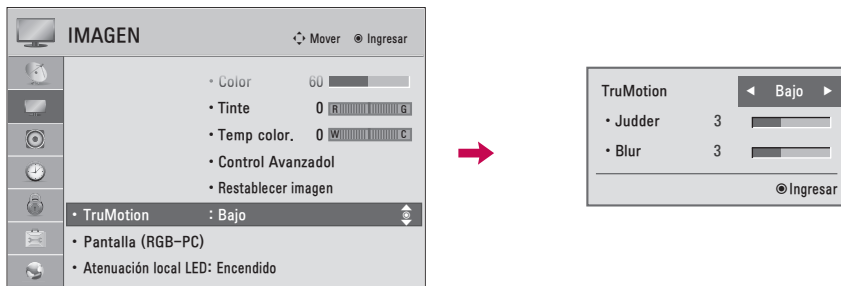 IMAGEN
Mover Ingresar
• Color 60
• Tinte 0 R G
• Temp color. 0 W C
• Control Avanzadol
• Restablecer imagen
• TruMotion : Bajo
• Pantalla (RGB-PC)
• Atenuación local LED: Encendido
TruMotion ◄ Bajo ►
• Judder 3
• Blur 3
Ingresar